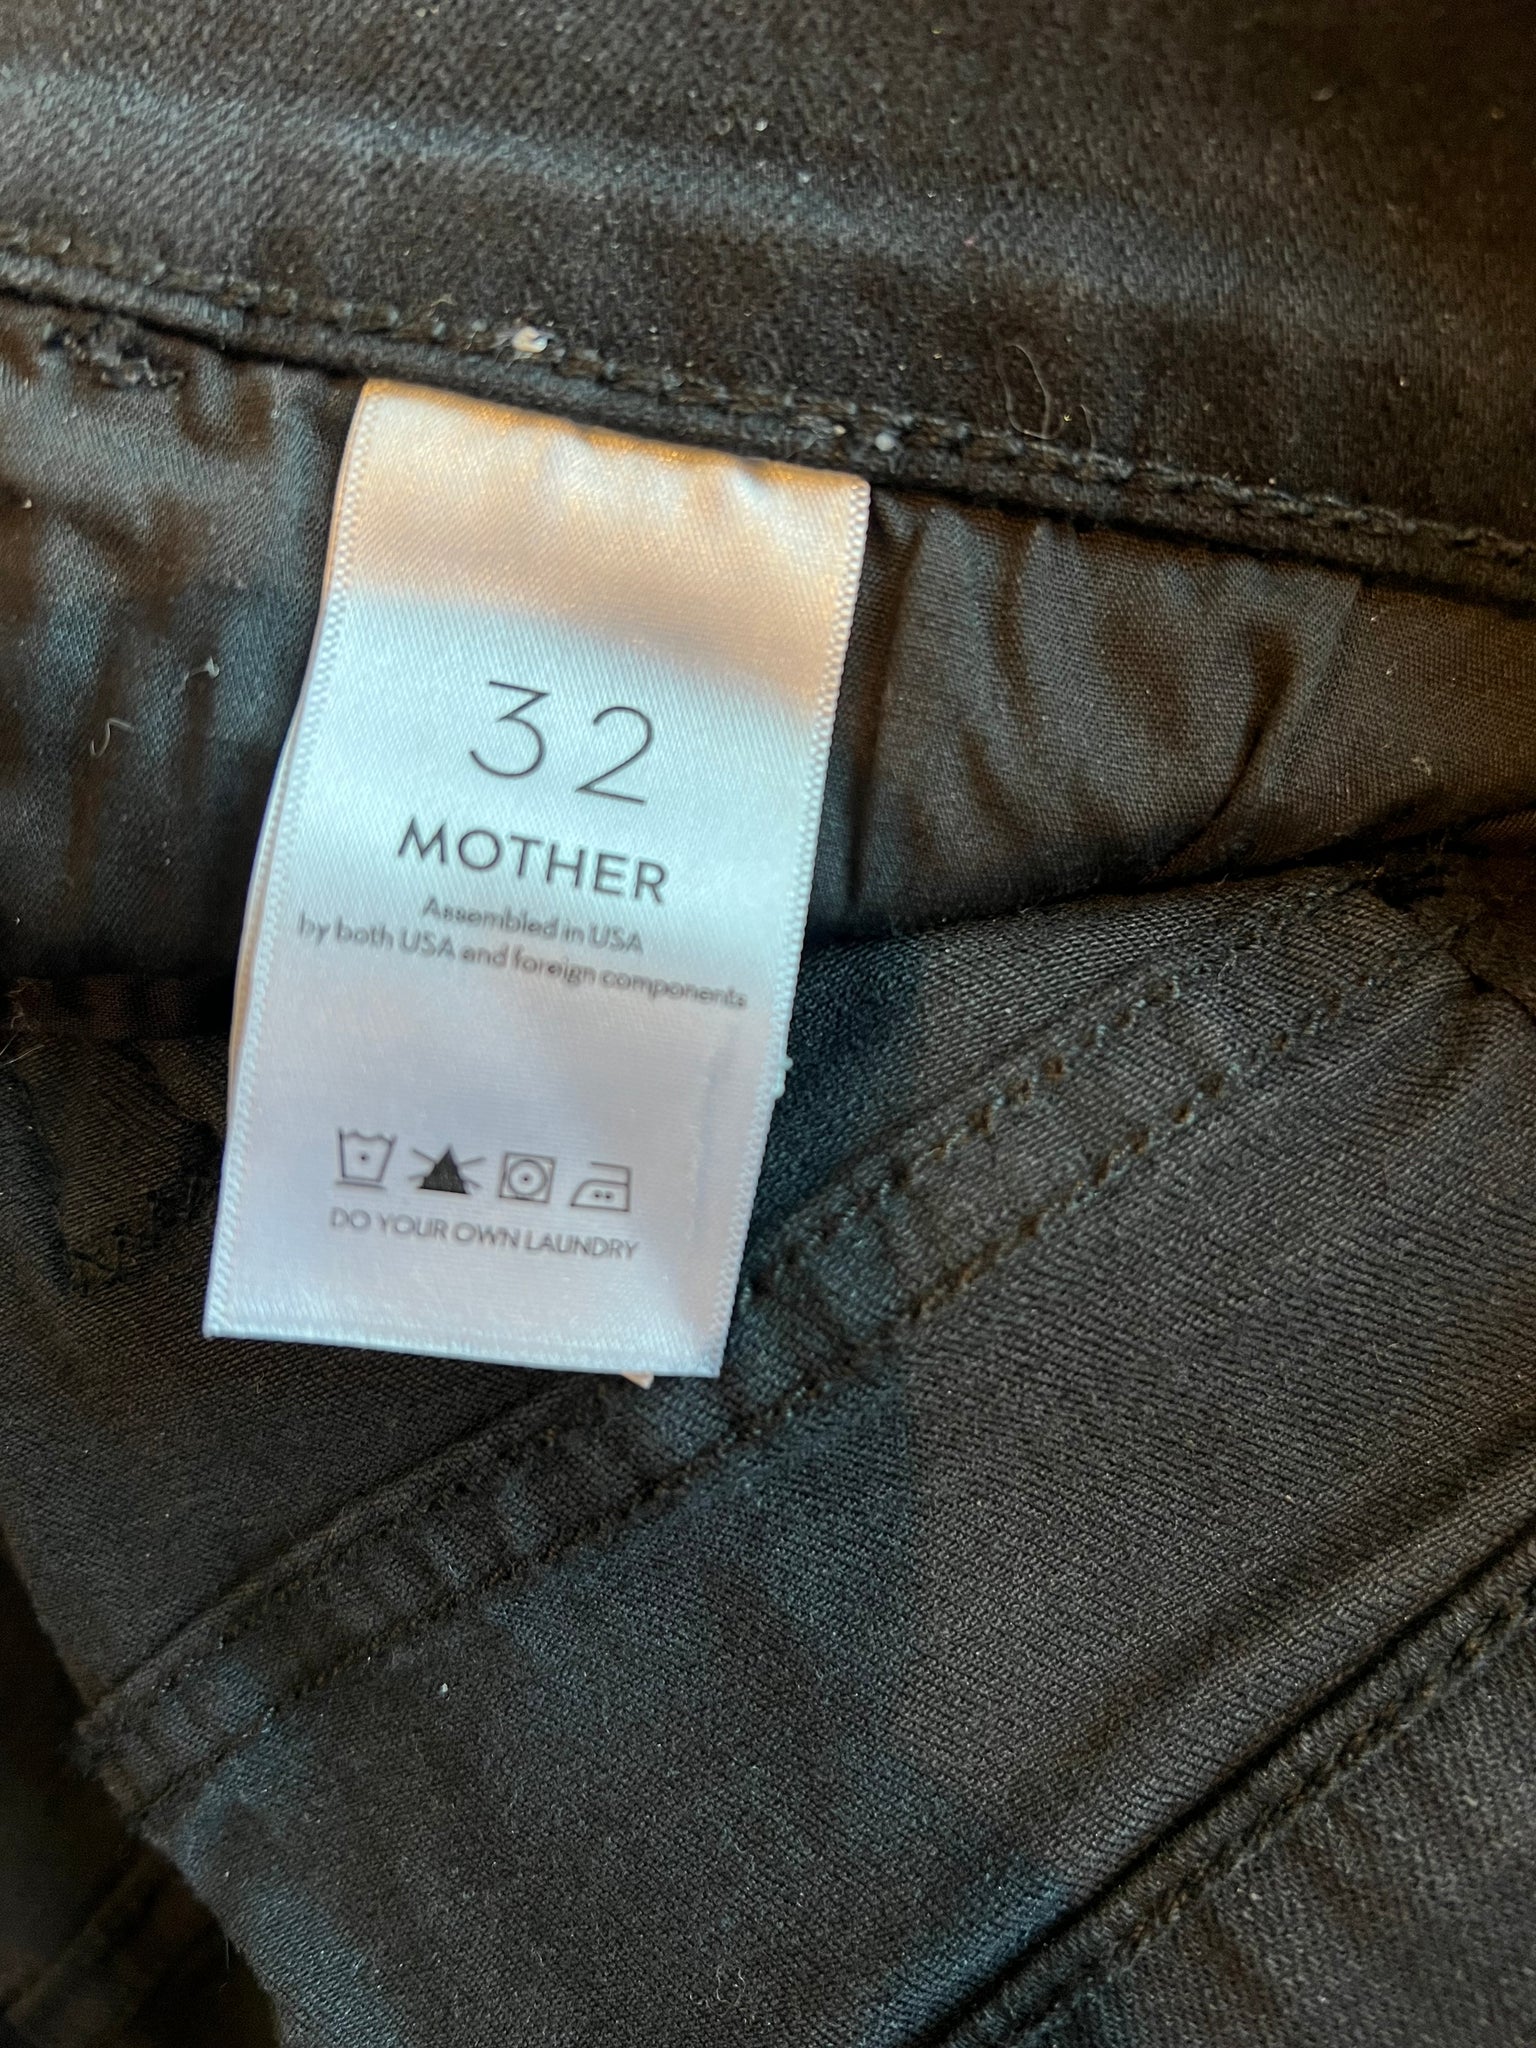 32
MOTHER
Assembled in USA
by both USA and foreign components
DO YOUR OWN LAUNDRY